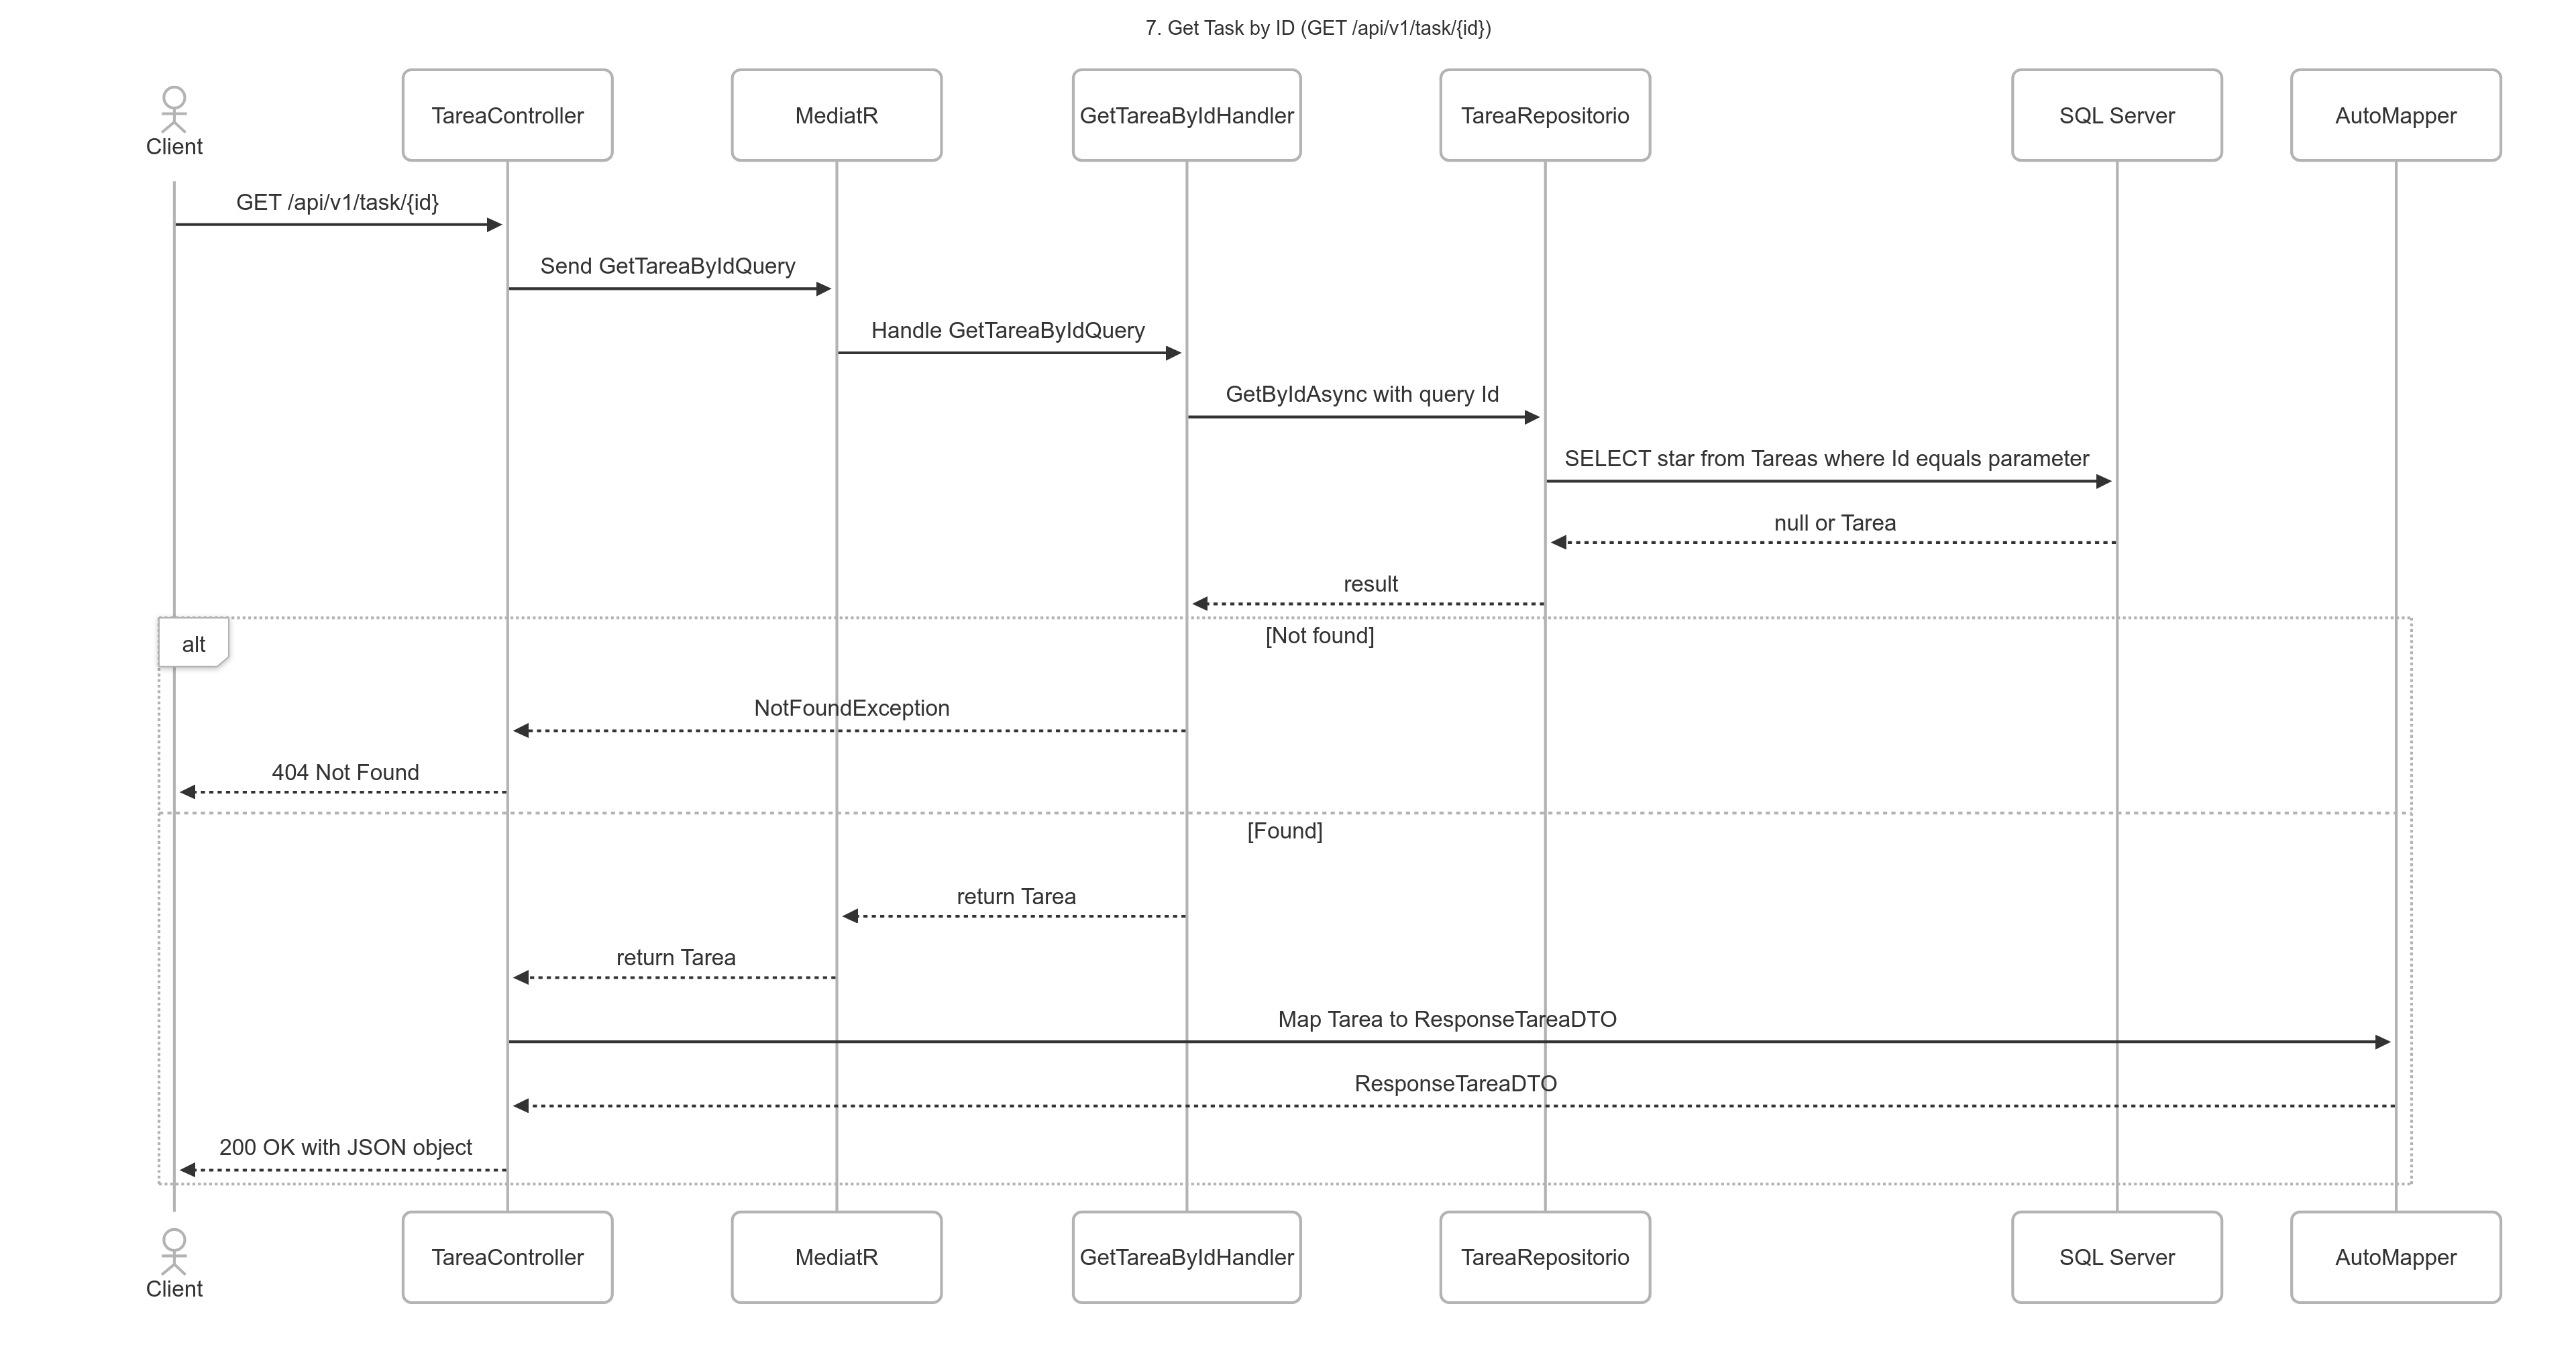 7. Get Task by ID (GET /api/v1/task/{id})
Client
TareaController
MediatR
GetTareaByIdHandler
TareaRepositorio
SQL Server
AutoMapper
GET /api/v1/task/{id}
Send GetTareaByIdQuery
Handle GetTareaByIdQuery
GetByIdAsync with query Id
SELECT star from Tareas where Id equals parameter
null or Tarea
result
alt
[Not found]
NotFoundException
404 Not Found
[Found]
return Tarea
return Tarea
Map Tarea to ResponseTareaDTO
ResponseTareaDTO
200 OK with JSON object
Client
TareaController
MediatR
GetTareaByIdHandler
TareaRepositorio
SQL Server
AutoMapper